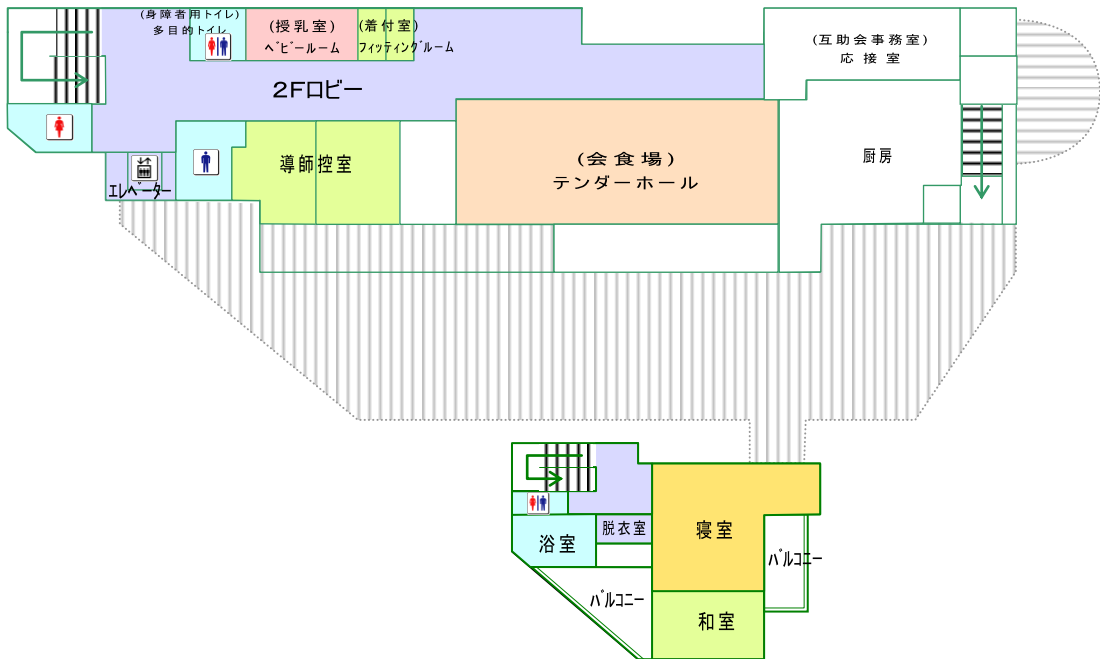 (身障者用トイレ)
多目的トイレ
(授乳室)
ベビールーム
(着付室)
フィッティングルーム
(互助会事務室)
応接室
2Fロビー
(会食場)
テンダーホール
厨房
導師控室
エレベーター
脱衣室
寝室
浴室
バルコニー
バルコニー
和室